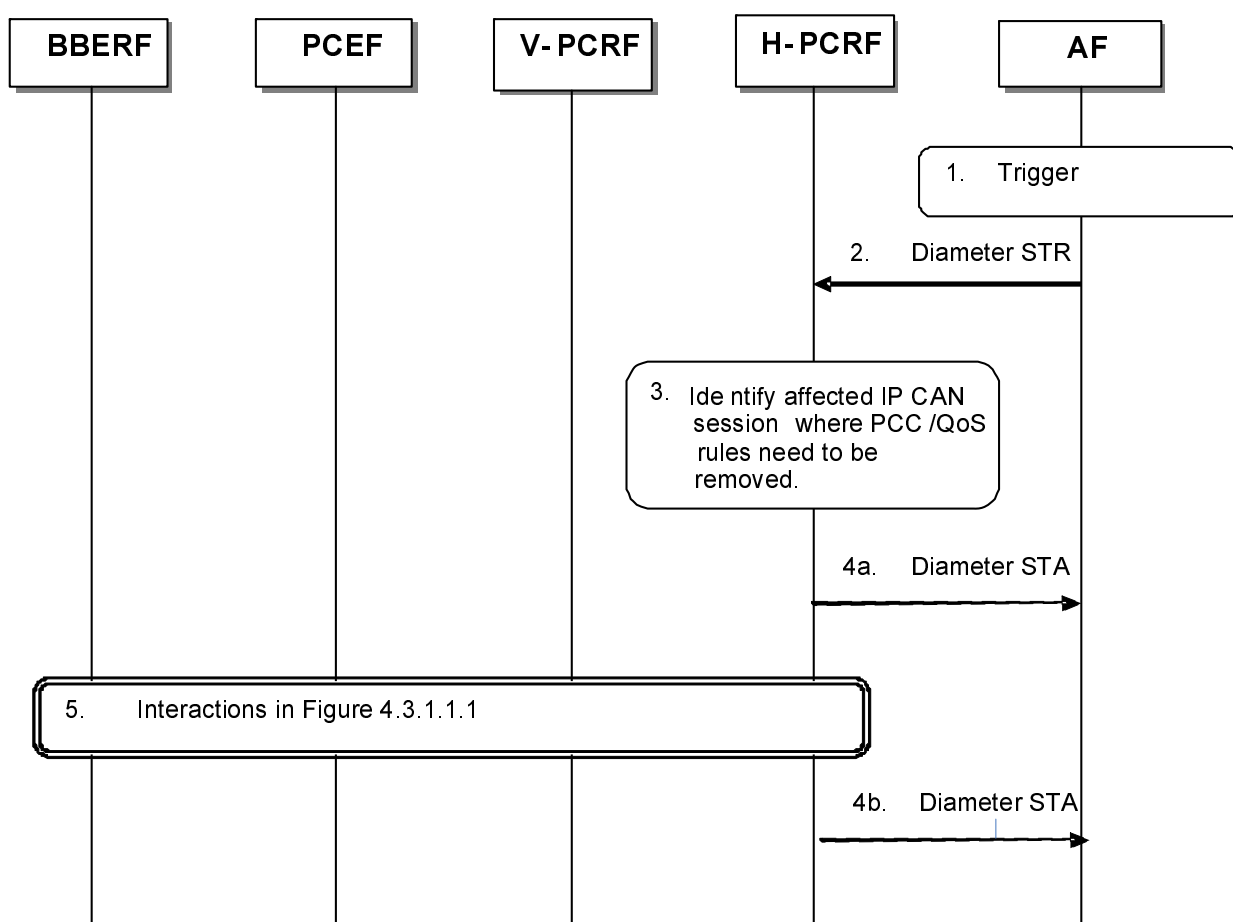 BBERF PCEF V-PCRF H-PCRF AF
1. Trigger
2. Diameter STR
3. Ide ntify affected IP CAN
session where PCC /QoS
rules need to be
removed.
4a. Diameter STA
5. Interactions in Figure 4.3.1.1.1
4b. Diameter STA